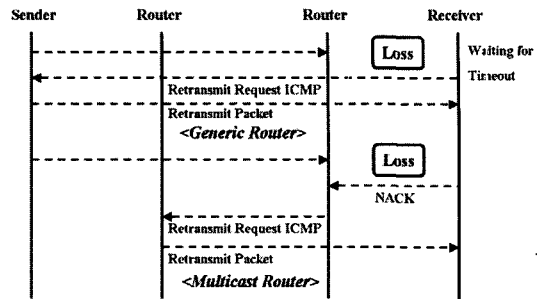 Sender Router Router Receiver
Loss
Waiting for
Timeout
Retransmit Request ICMP
Retransmit Packet
<Generic Router>
Loss
NACK
Retransmit Request ICMP
Retransmit Packet
<Multicast Router>